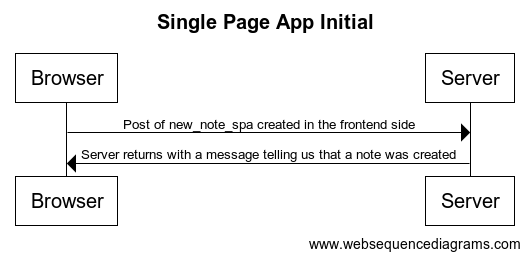 Single Page App Initial
Browser
Server
Post of new_note_spa created in the frontend side
Server returns with a message telling us that a note was created
Browser
Server
www.websequencediagrams.com